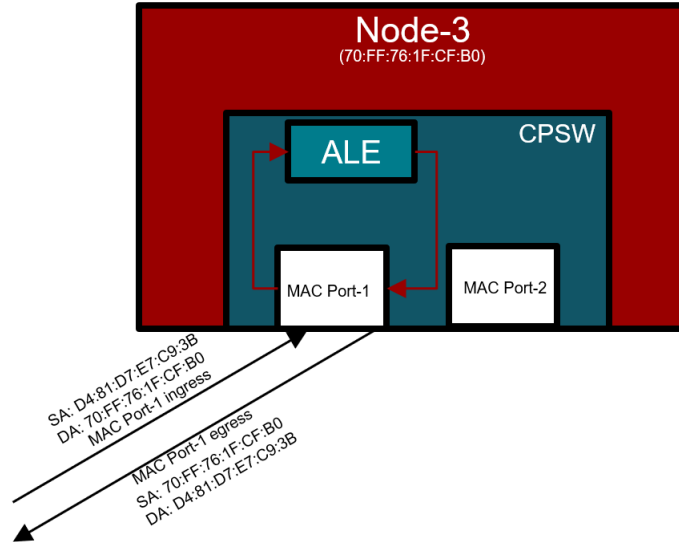 Node-3
(70:FF:76:1F:CF:B0)
CPSW
ALE
MAC Port-1
MAC Port-2
SA: D4:81:D7:E7:C9:3B
DA: 70:FF:76:1F:CF:B0
MAC Port-1 ingress
MAC Port-1 egress
SA: 70:FF:76:1F:CF:B0
DA: D4:81:D7:E7:C9:3B